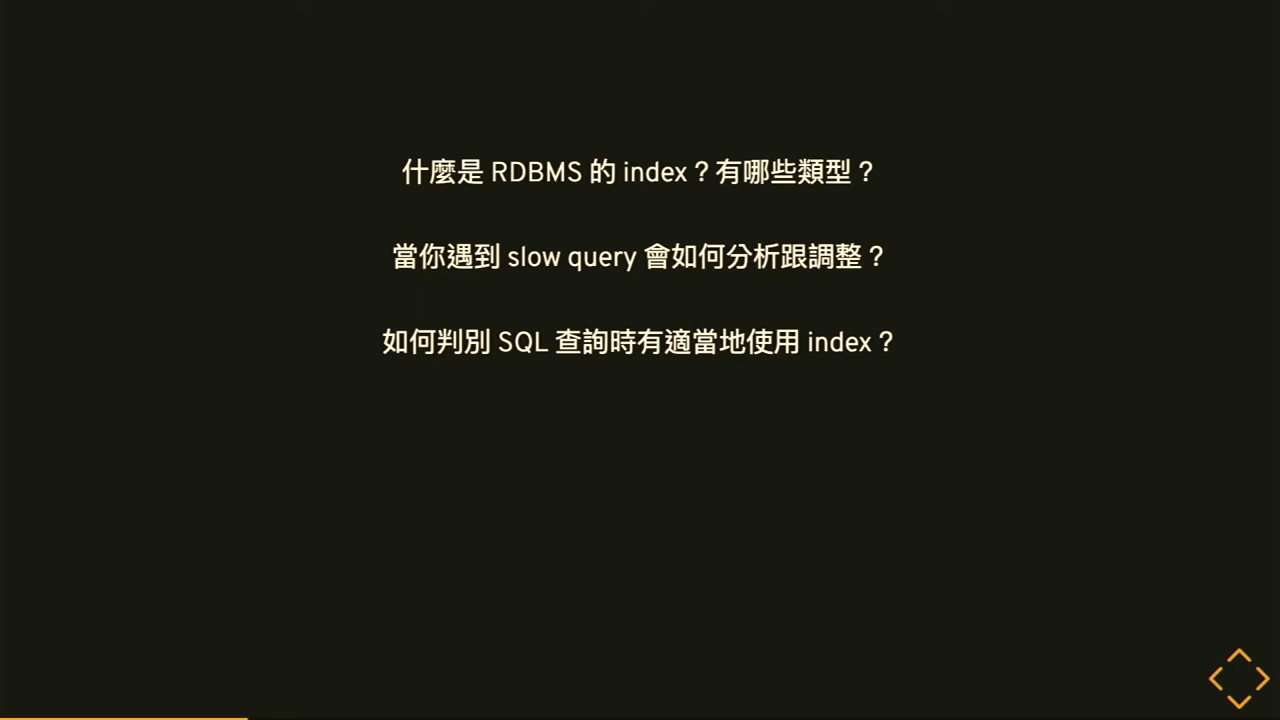 什麼是 RDBMS 的 index？有哪些類型？
當你遇到 slow query 會如何分析跟調整？
如何判別 SQL 查詢時有適當地使用 index？